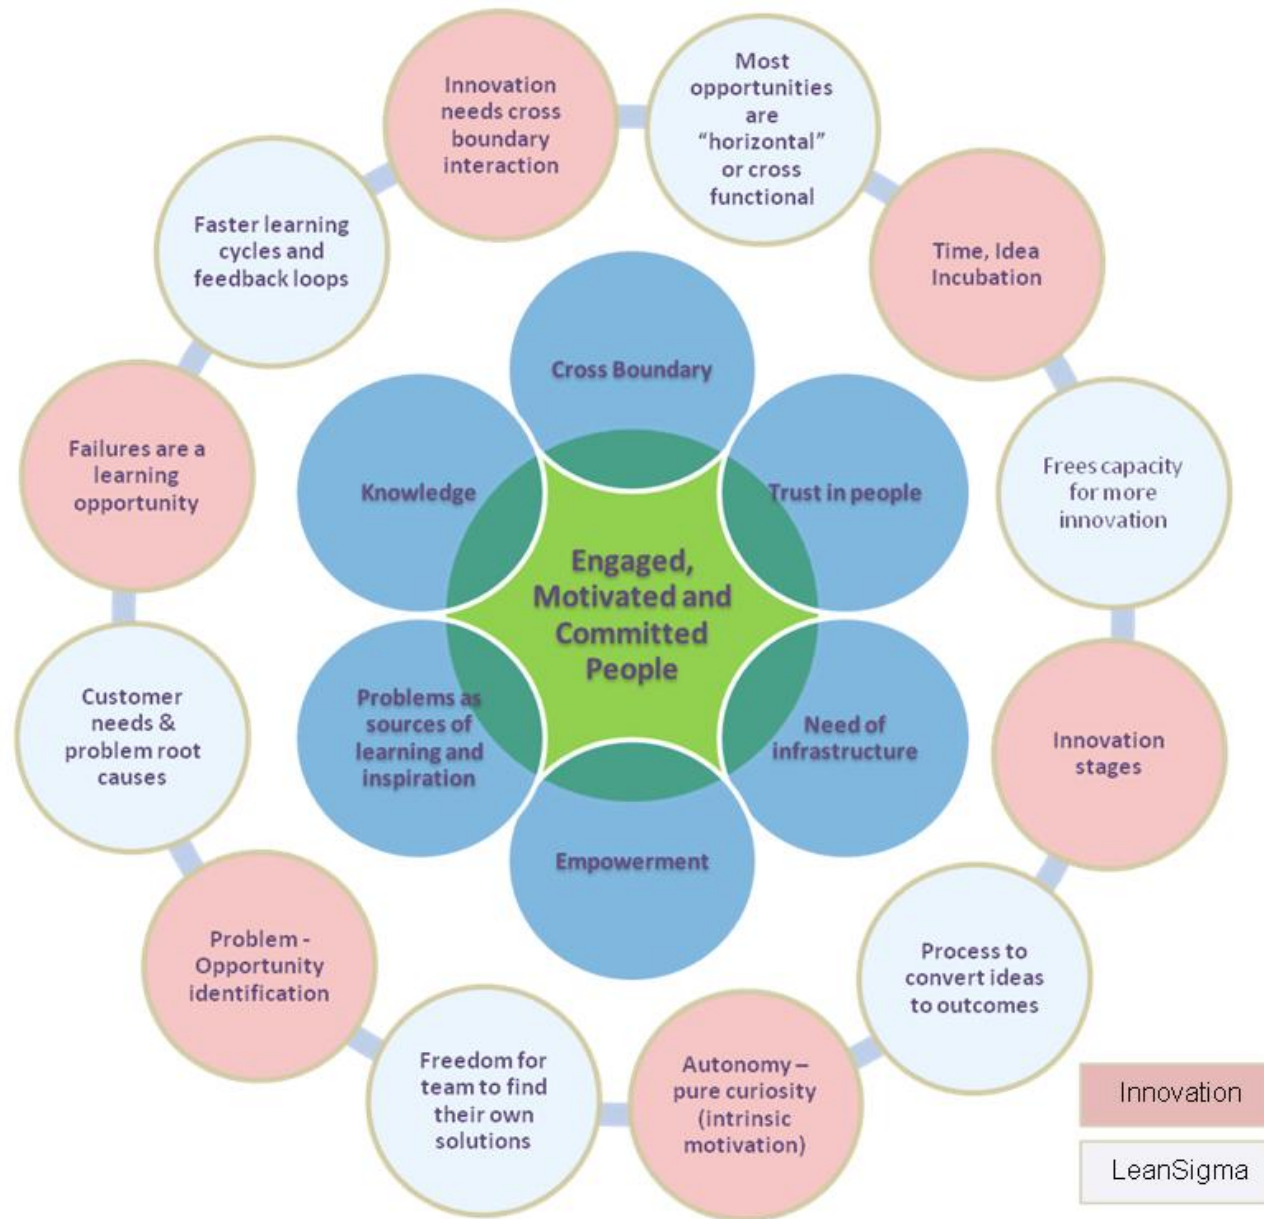 Innovation
needs cross
boundary
interaction
Most
opportunities
are
“horizontal”
or cross
functional
Time, Idea
Incubation
Frees capacity
for more
innovation
Innovation
stages
Process to
convert ideas
to outcomes
Autonomy –
pure curiosity
(intrinsic
motivation)
Freedom for
team to find
their own
solutions
Problem -
Opportunity
identification
Customer
needs &
problem root
causes
Failures are a
learning
opportunity
Faster learning
cycles and
feedback loops
Cross Boundary
Trust in people
Need of
infrastructure
Empowerment
Problems as
sources of
learning and
inspiration
Knowledge
Engaged,
Motivated and
Committed
People
Innovation
LeanSigma